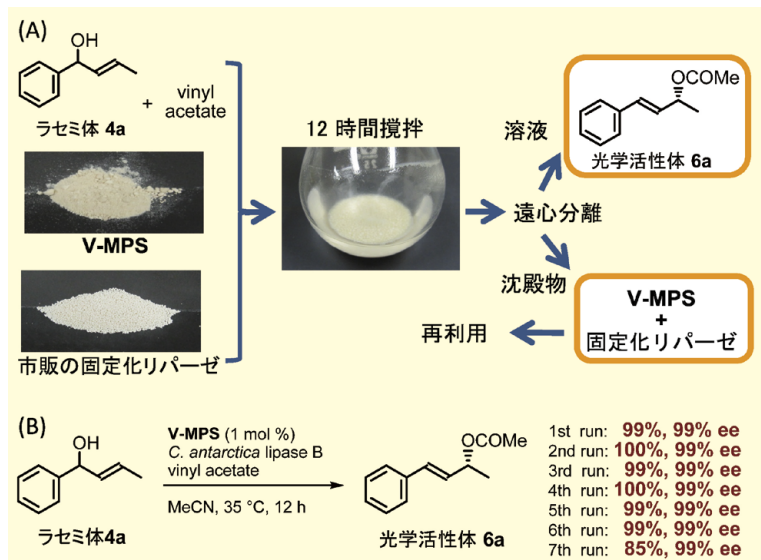 (A)
OH
+ vinyl
acetate
ラセミ体 4a
V-MPS
市販の固定化リパーゼ
12 時間撹拌
溶液
遠心分離
沈殿物
再利用
OCOMe
光学活性体 6a
V-MPS
+
固定化リパーゼ
(B)
OH
ラセミ体4a
V-MPS (1 mol %)
C. antarctica lipase B
vinyl acetate
MeCN, 35 °C, 12 h
OCOMe
光学活性体 6a
1st run: 99%, 99% ee
2nd run: 100%, 99% ee
3rd run: 99%, 99% ee
4th run: 100%, 99% ee
5th run: 99%, 99% ee
6th run: 99%, 99% ee
7th run: 85%, 99% ee